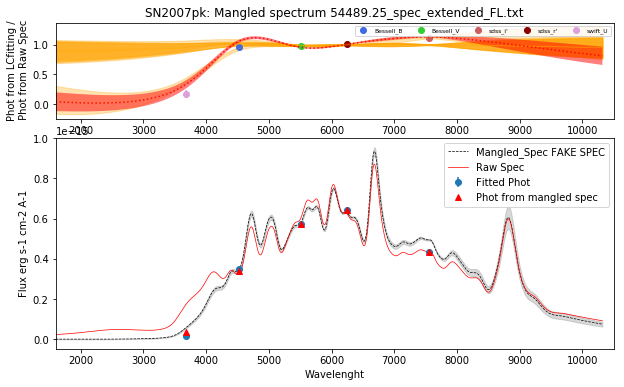 SN2007pk: Mangled spectrum 54489.25_spec_extended_FL.txt
Phot from LCfitting /
Phot from Raw Spec
1.0
0.5
0.0
Bessell_B
Bessell_V
sdss_i'
sdss_r'
swift_U
2000 3000 4000 5000 6000 7000 8000 9000 10000
1e−15
Flux erg s-1 cm-2 A-1
1.0
0.8
0.6
0.4
0.2
0.0
Mangled_Spec FAKE SPEC
Raw Spec
Fitted Phot
Phot from mangled spec
2000 3000 4000 5000 6000 7000 8000 9000 10000
Wavelenght